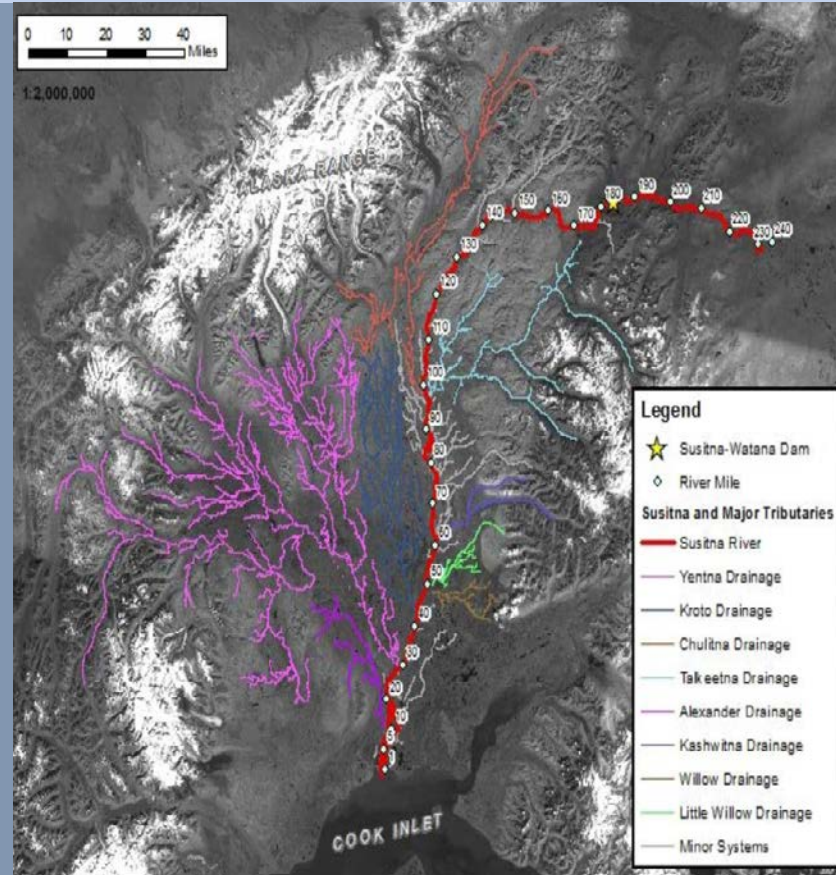 0 10 20 30 40
Miles
1:2,000,000
ALASKA RANGE
140
150
160
170
180
190
200
210
220
230
240
130
120
110
100
90
80
70
60
50
40
30
20
10
5
1
COOK INLET
Legend
Susitna-Watana Dam
River Mile
Susitna and Major Tributaries
Susitna River
Yentna Drainage
Kroto Drainage
Chulitna Drainage
Talkeetna Drainage
Alexander Drainage
Kashwitna Drainage
Willow Drainage
Little Willow Drainage
Minor Systems